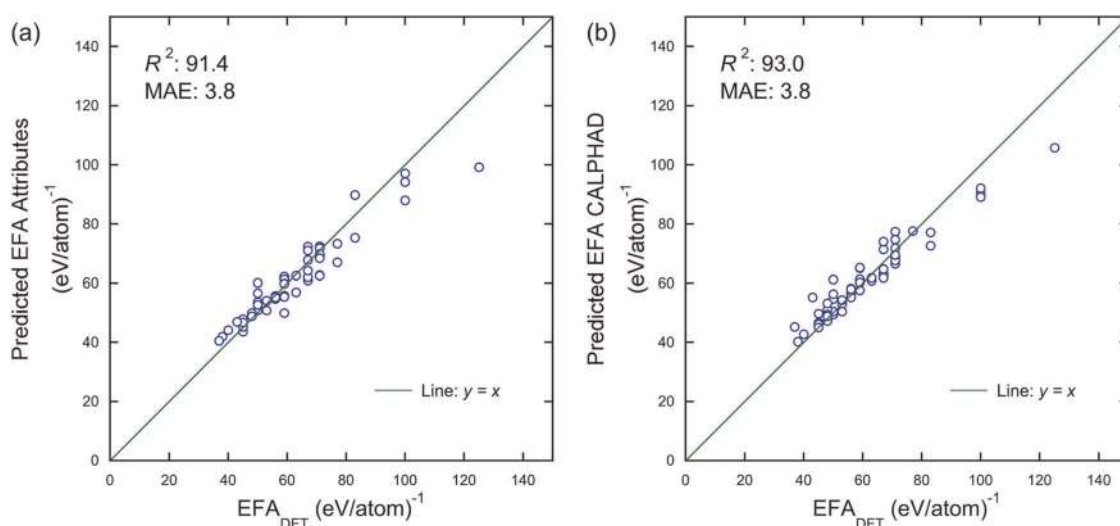 (a)
R²: 91.4
MAE: 3.8
Predicted EFA Attributes
(eV/atom)⁻¹
140
120
100
80
60
40
20
0
Line: y = x
0 20 40 60 80 100 120 140
EFA_DFT (eV/atom)⁻¹
(b)
R²: 93.0
MAE: 3.8
Predicted EFA CALPHAD
(eV/atom)⁻¹
140
120
100
80
60
40
20
0
Line: y = x
0 20 40 60 80 100 120 140
EFA_DFT (eV/atom)⁻¹